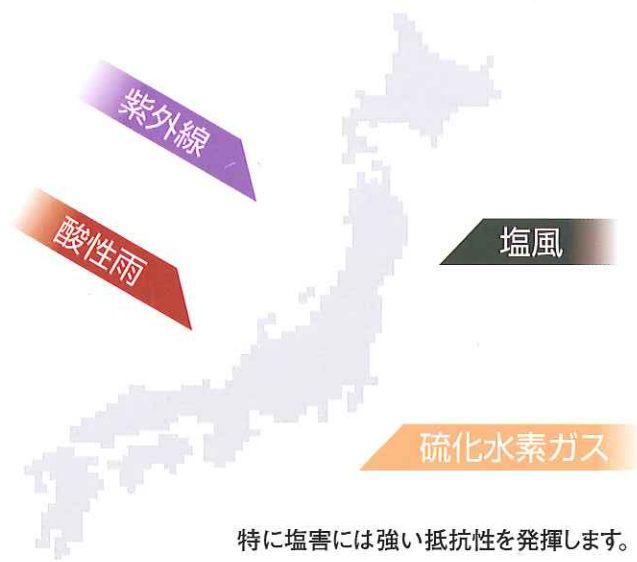 紫外線
酸性雨
塩風
硫化水素ガス
特に塩害には強い抵抗性を発揮します。